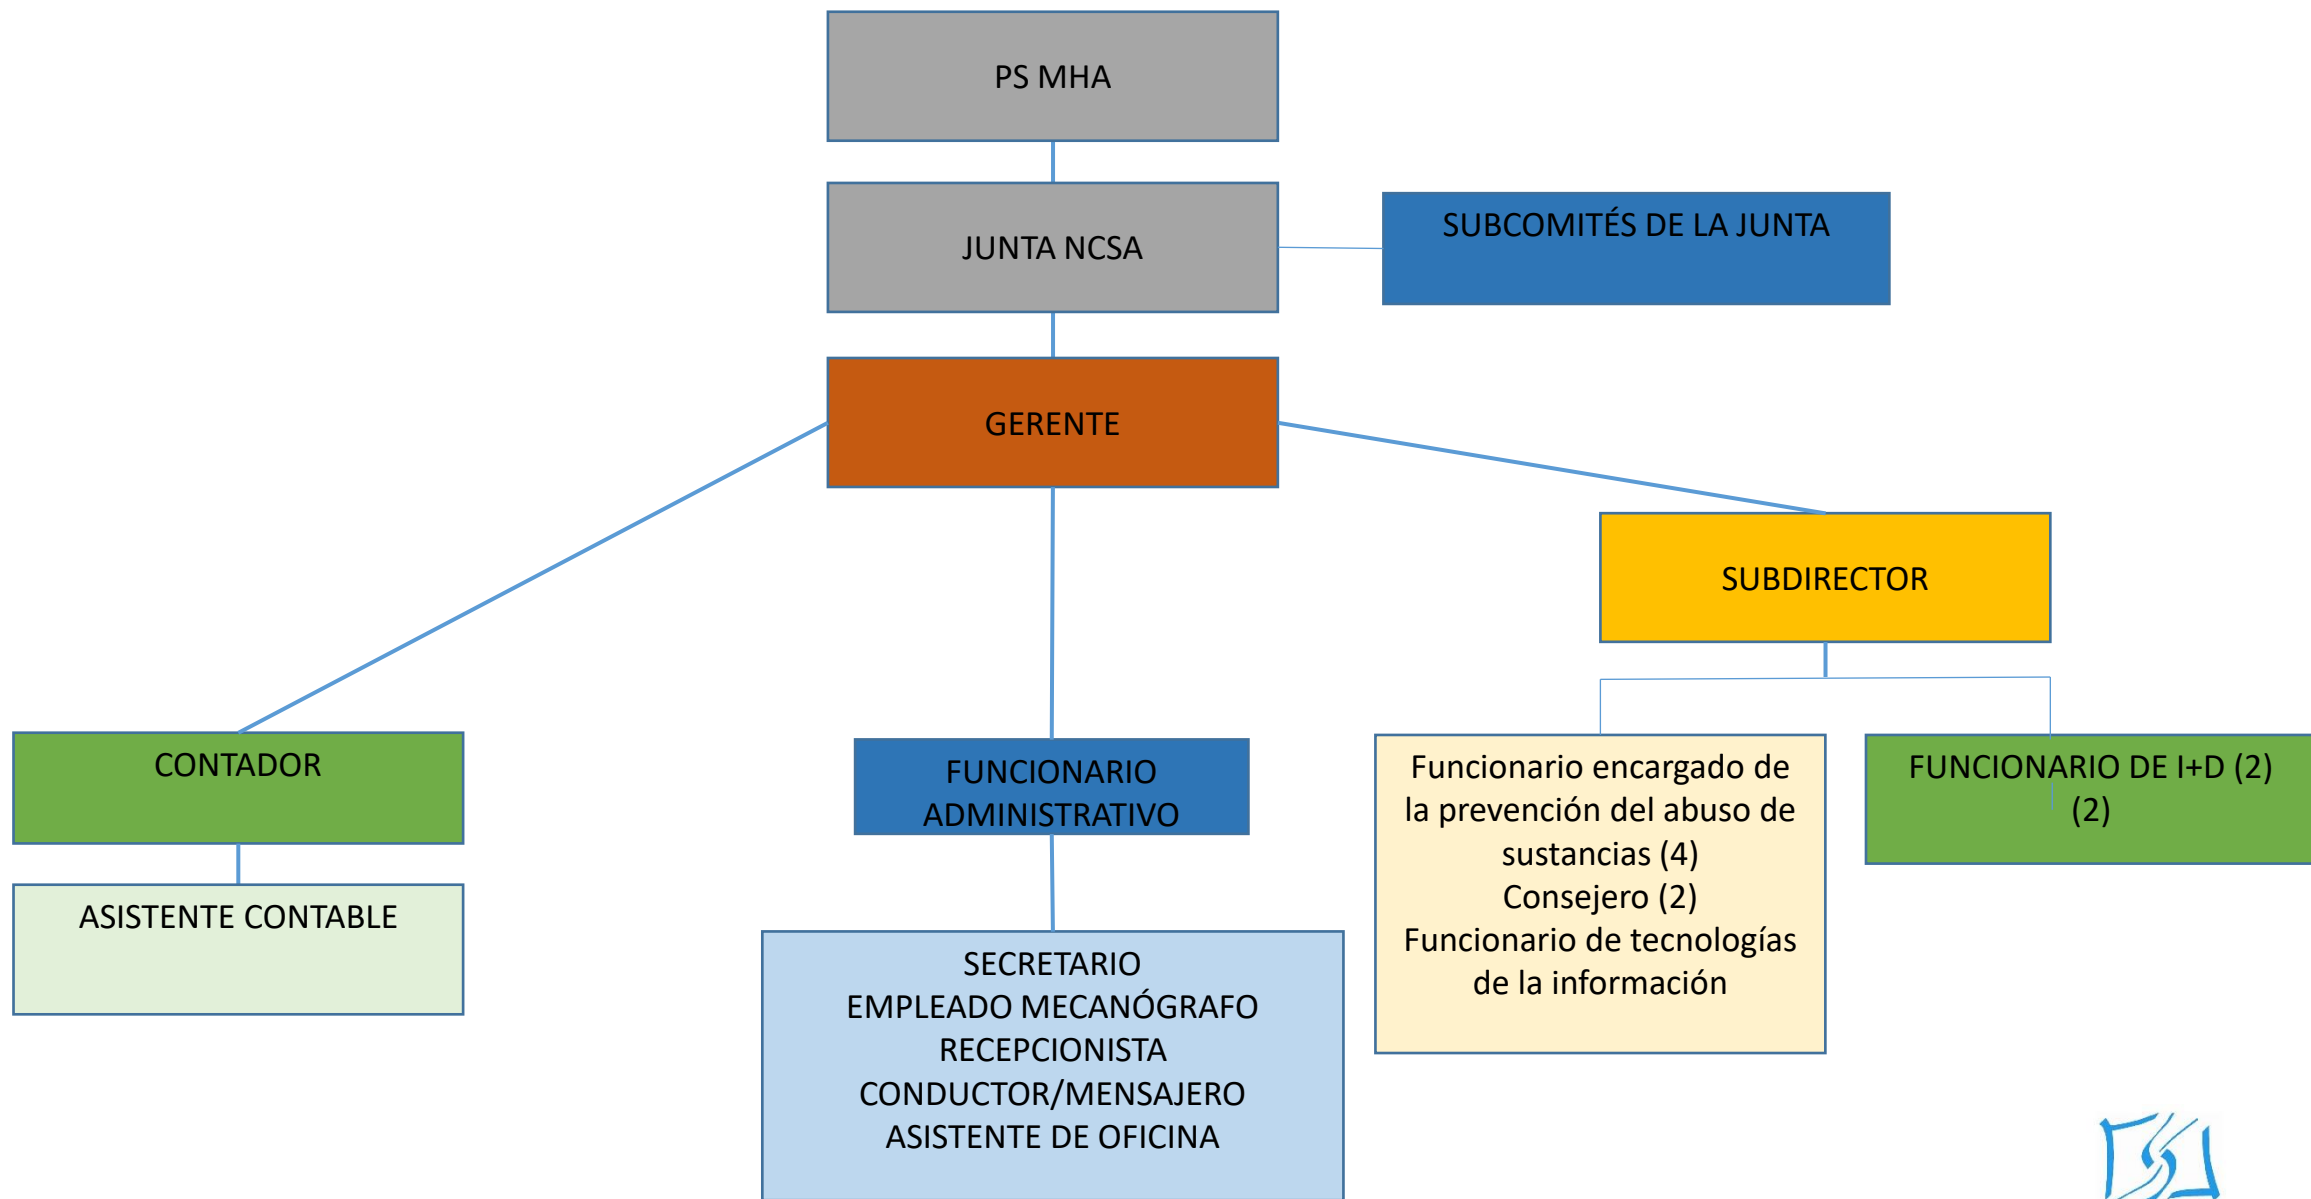 PS MHA
JUNTA NCSA
SUBCOMITÉS DE LA JUNTA
GERENTE
SUBDIRECTOR
CONTADOR
ASISTENTE CONTABLE
FUNCIONARIO
ADMINISTRATIVO
SECRETARIO
EMPLEADO MECANÓGRAFO
RECEPCIONISTA
CONDUCTOR/MENSAJERO
ASISTENTE DE OFICINA
Funcionario encargado de
la prevención del abuso de
sustancias (4)
Consejero (2)
Funcionario de tecnologías
de la información
FUNCIONARIO DE I+D (2)
(2)